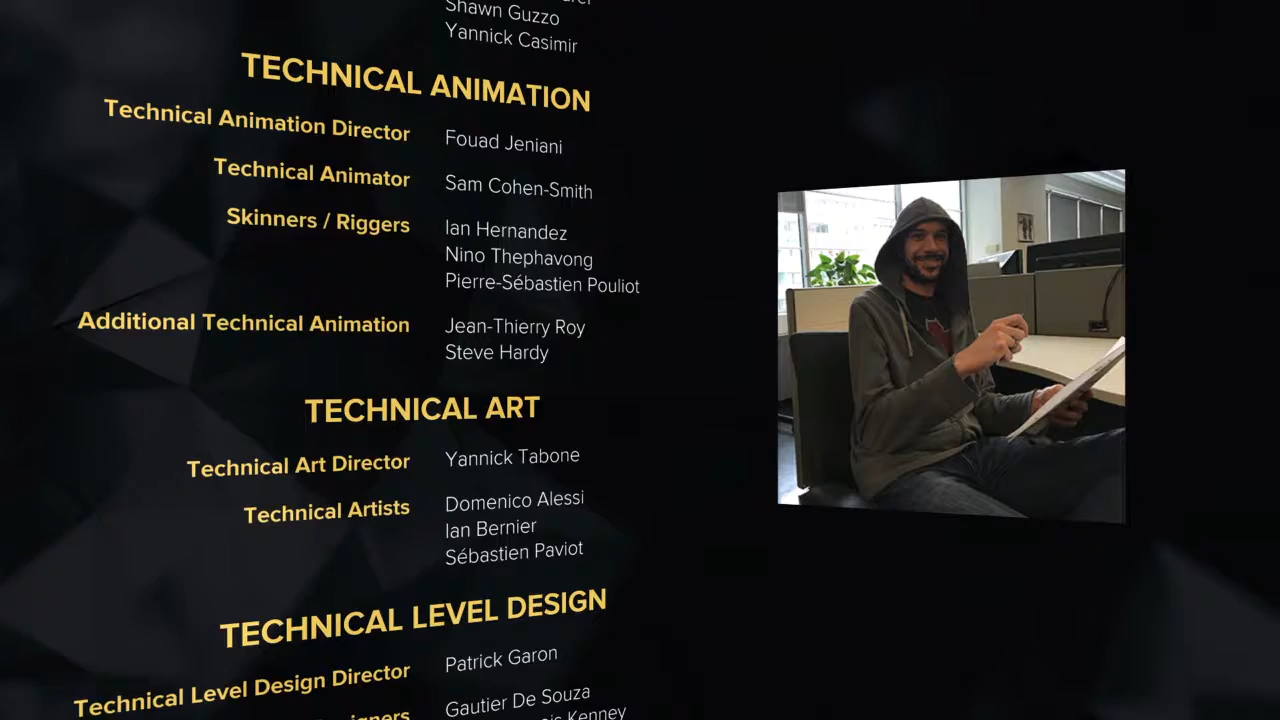 Shawn Guzzo
Yannick Casimir
TECHNICAL ANIMATION
Technical Animation Director Fouad Jeniani
Technical Animator Sam Cohen-Smith
Skinners / Riggers Ian Hernandez
Nino Thephavong
Pierre-Sébastien Pouliot
Additional Technical Animation Jean-Thierry Roy
Steve Hardy
TECHNICAL ART
Technical Art Director Yannick Tabone
Technical Artists Domenico Alessi
Ian Bernier
Sébastien Paviot
TECHNICAL LEVEL DESIGN
Technical Level Design Director Patrick Garon
Gautier De Souza
Kenney